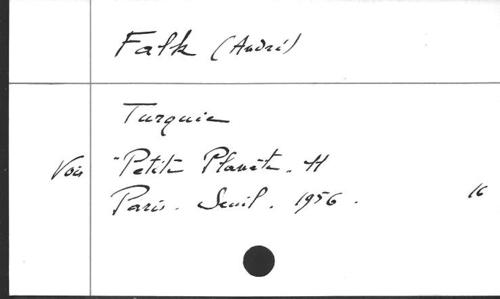 Falk (André)
Turquie
Voir "Petite Planète. 11
Paris. Seuil. 1956.
16